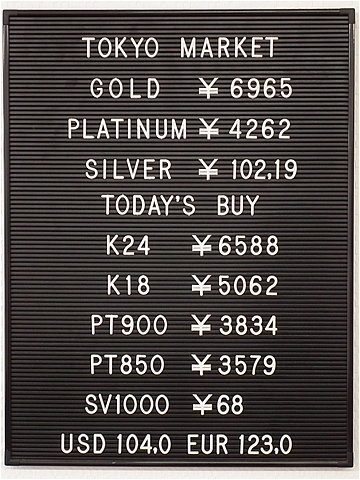 TOKYO MARKET
GOLD ¥ 6965
PLATINUM ¥ 4262
SILVER ¥ 102,19
TODAY'S BUY
K24 ¥6588
K18 ¥5062
PT900 ¥3834
PT850 ¥3579
SV1000 ¥68
USD 104,0 EUR 123,0